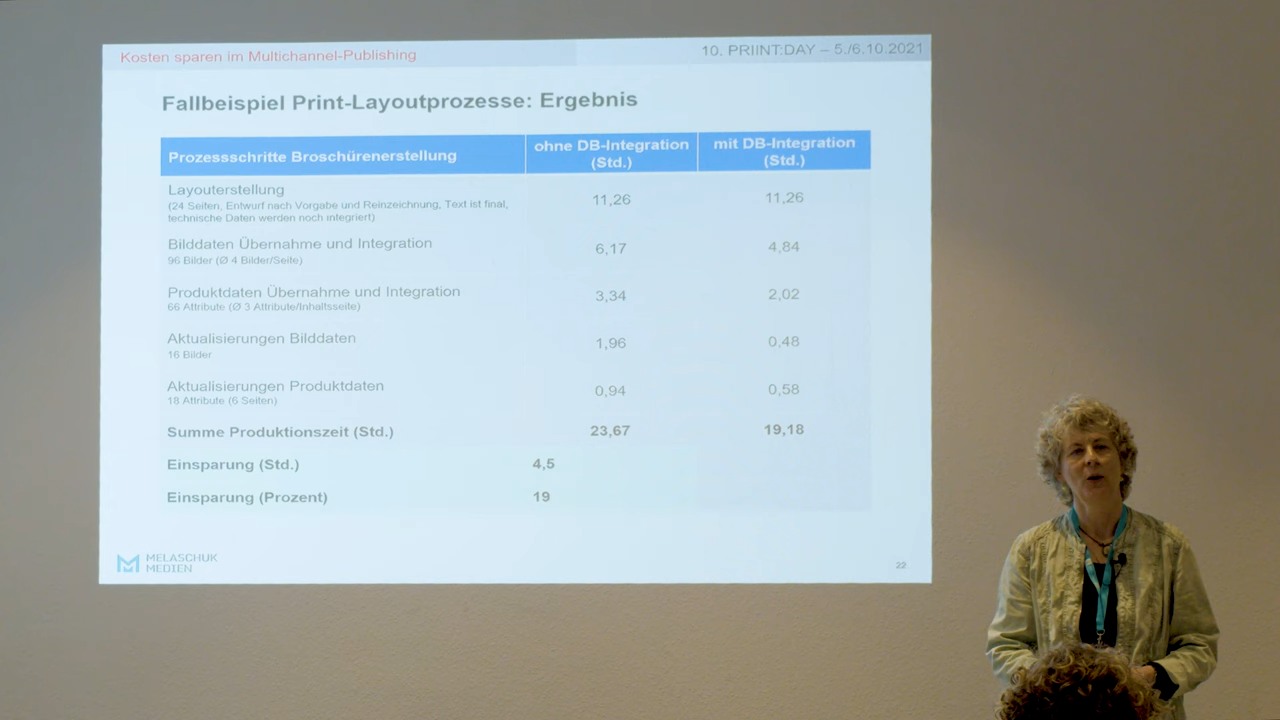 Kosten sparen im Multichannel-Publishing
10. PRIINT:DAY – 5./6.10.2021
Fallbeispiel Print-Layoutprozesse: Ergebnis
Prozessschritte Broschürenerstellung
ohne DB-Integration
(Std.)
mit DB-Integration
(Std.)
Layouterstellung
(24 Seiten, Entwurf nach Vorgabe und Reinzeichnung, Text ist final,
technische Daten werden noch integriert)
11,26
11,26
Bilddaten Übernahme und Integration
96 Bilder (Ø 4 Bilder/Seite)
6,17
4,84
Produktdaten Übernahme und Integration
66 Attribute (Ø 3 Attribute/Inhaltsseite)
3,34
2,02
Aktualisierungen Bilddaten
16 Bilder
1,96
0,48
Aktualisierungen Produktdaten
18 Attribute (6 Seiten)
0,94
0,58
Summe Produktionszeit (Std.)
23,67
19,18
Einsparung (Std.)
4,5
Einsparung (Prozent)
19
MELASCHUK
MEDIEN
22